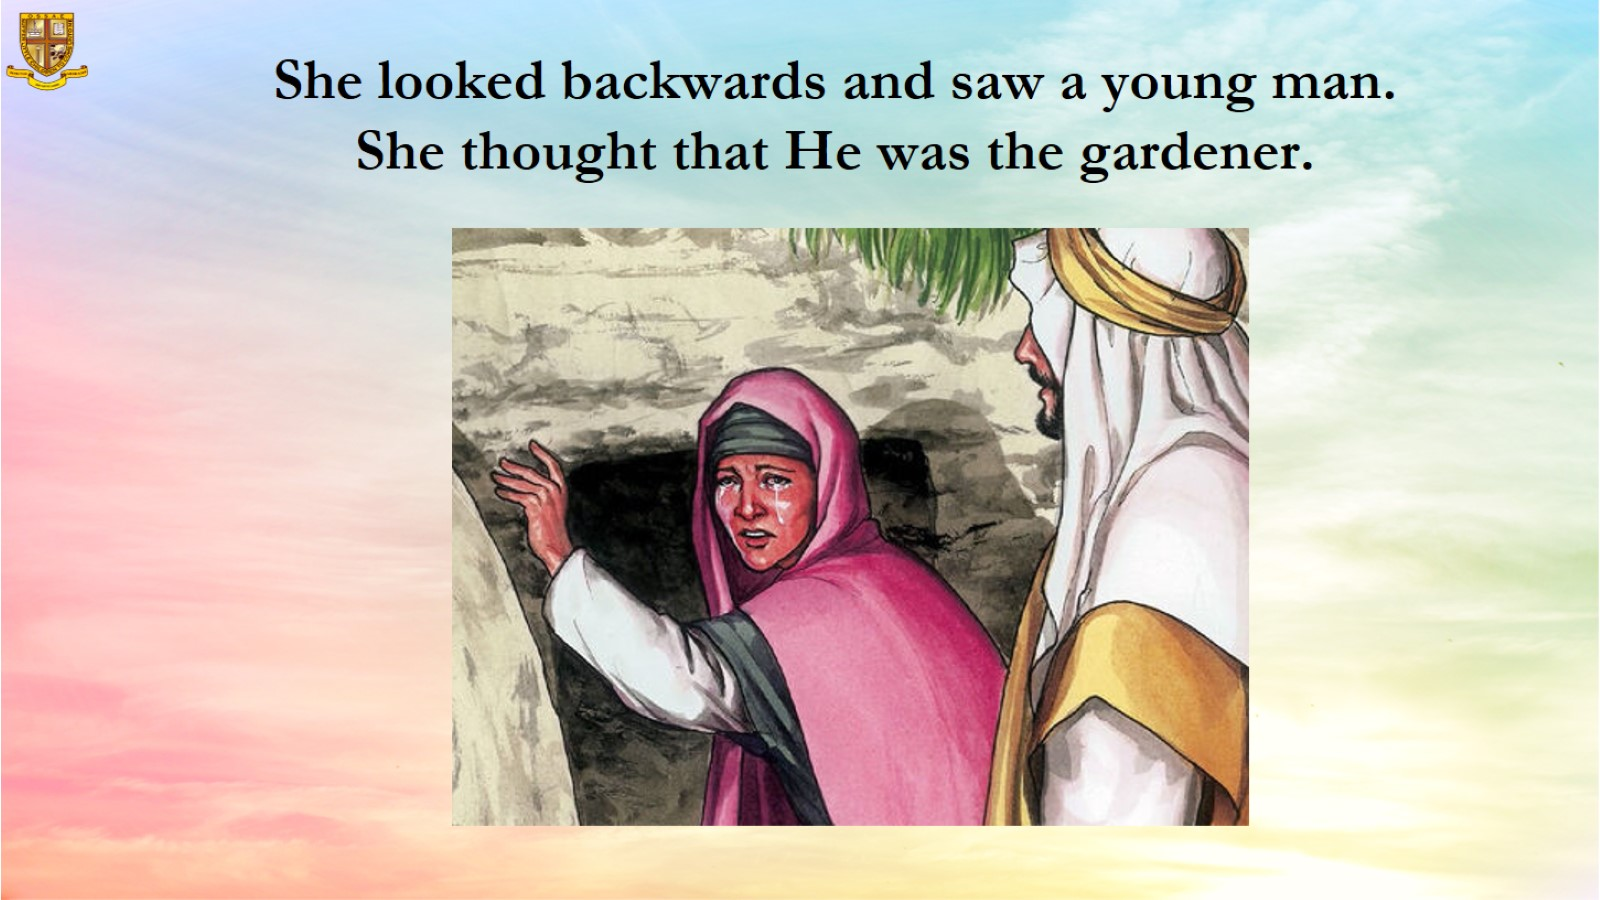 O.S.S.A.E
She looked backwards and saw a young man.
She thought that He was the gardener.